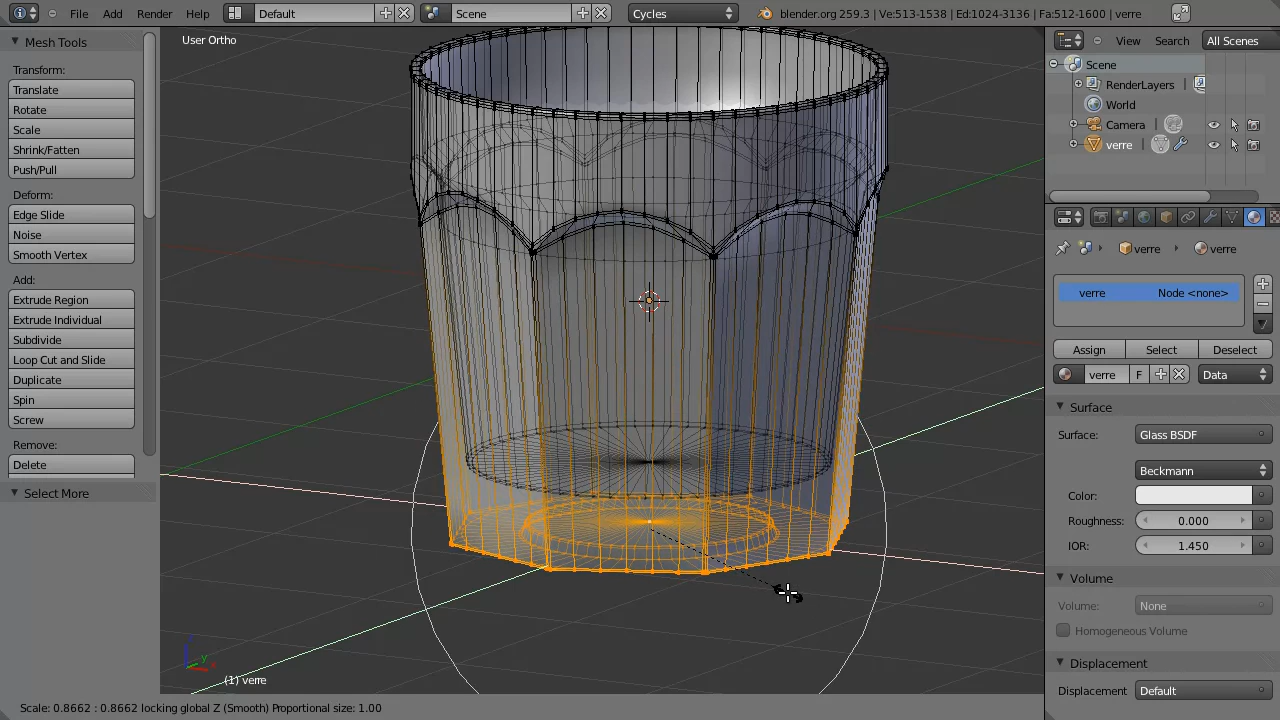 File Add Render Help Default Scene Cycles blender.org 259.3 | Ve:513-1538 | Ed:1024-3136 | Fa:512-1600 | verre
Mesh Tools
Transform:
Translate
Rotate
Scale
Shrink/Fatten
Push/Pull
Deform:
Edge Slide
Noise
Smooth Vertex
Add:
Extrude Region
Extrude Individual
Subdivide
Loop Cut and Slide
Duplicate
Spin
Screw
Remove:
Delete
Select More
User Ortho
z
y
x
(1) verre
Scale: 0.8662 : 0.8662 locking global Z (Smooth) Proportional size: 1.00
View Search All Scenes
Scene
RenderLayers
World
Camera
verre
verre verre
verre Node <none>
Assign Select Deselect
verre F Data
Surface
Surface: Glass BSDF
Beckmann
Color:
Roughness: 0.000
IOR: 1.450
Volume
Volume: None
Homogeneous Volume
Displacement
Displacement Default